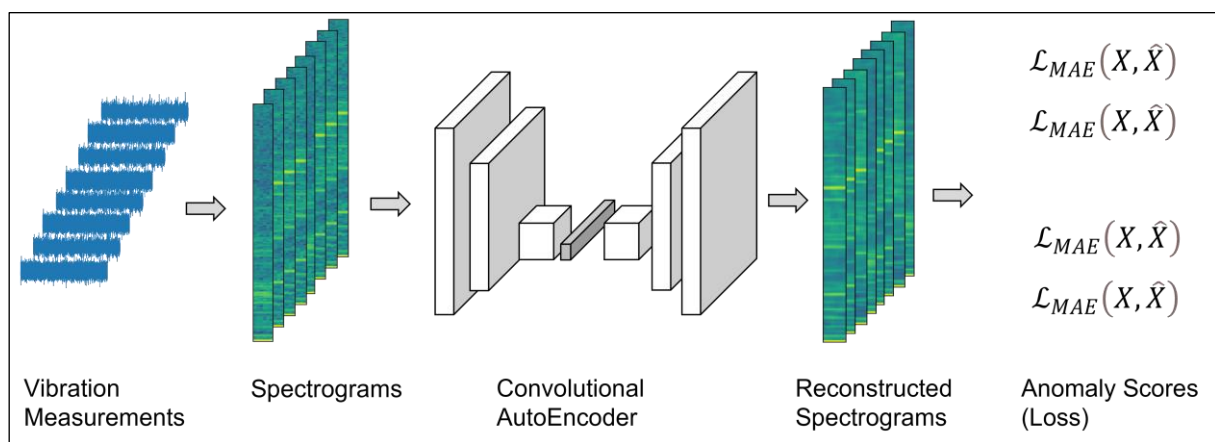 ℒ_MAE(X, X̂)
ℒ_MAE(X, X̂)
ℒ_MAE(X, X̂)
ℒ_MAE(X, X̂)
Vibration
Measurements
Spectrograms
Convolutional
AutoEncoder
Reconstructed
Spectrograms
Anomaly Scores
(Loss)